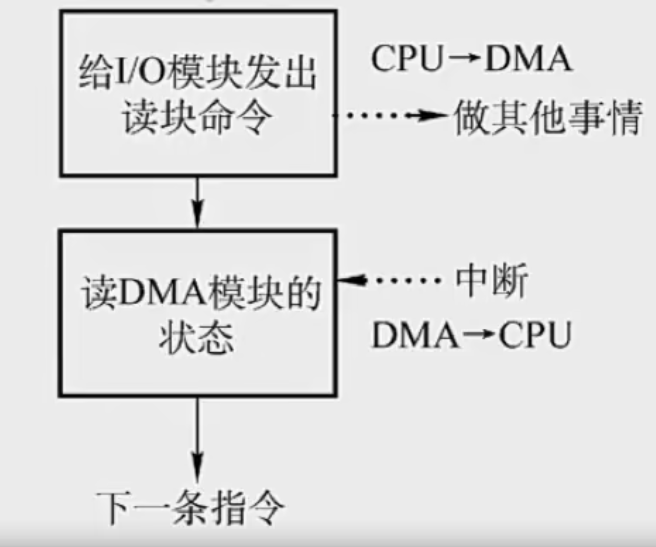 给I/O模块发出
读块命令
CPU→DMA
做其他事情
读DMA模块的
状态
中断
DMA→CPU
下一条指令